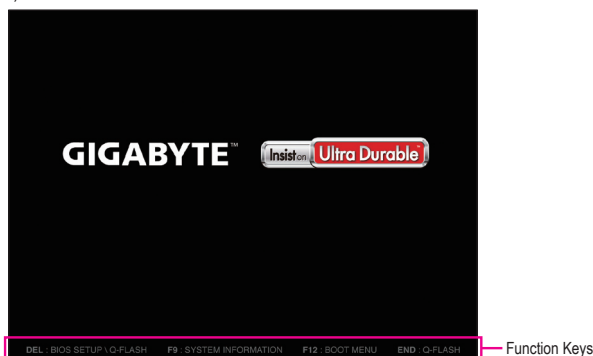 GIGABYTE™
Insist on Ultra Durable™
DEL : BIOS SETUP \ Q-FLASH F9 : SYSTEM INFORMATION F12 : BOOT MENU END : Q-FLASH
Function Keys